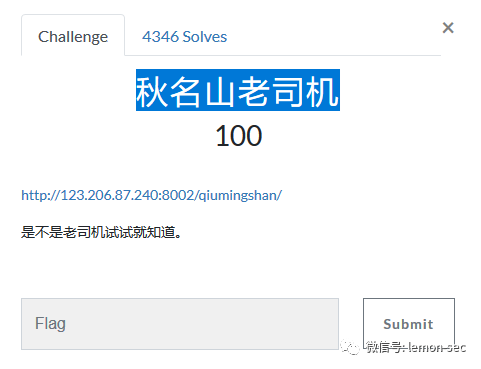 Challenge
4346 Solves
×
秋名山老司机
100
http://123.206.87.240:8002/qiumingshan/
是不是老司机试试就知道。
Flag
Submit
微信号: lemon-sec